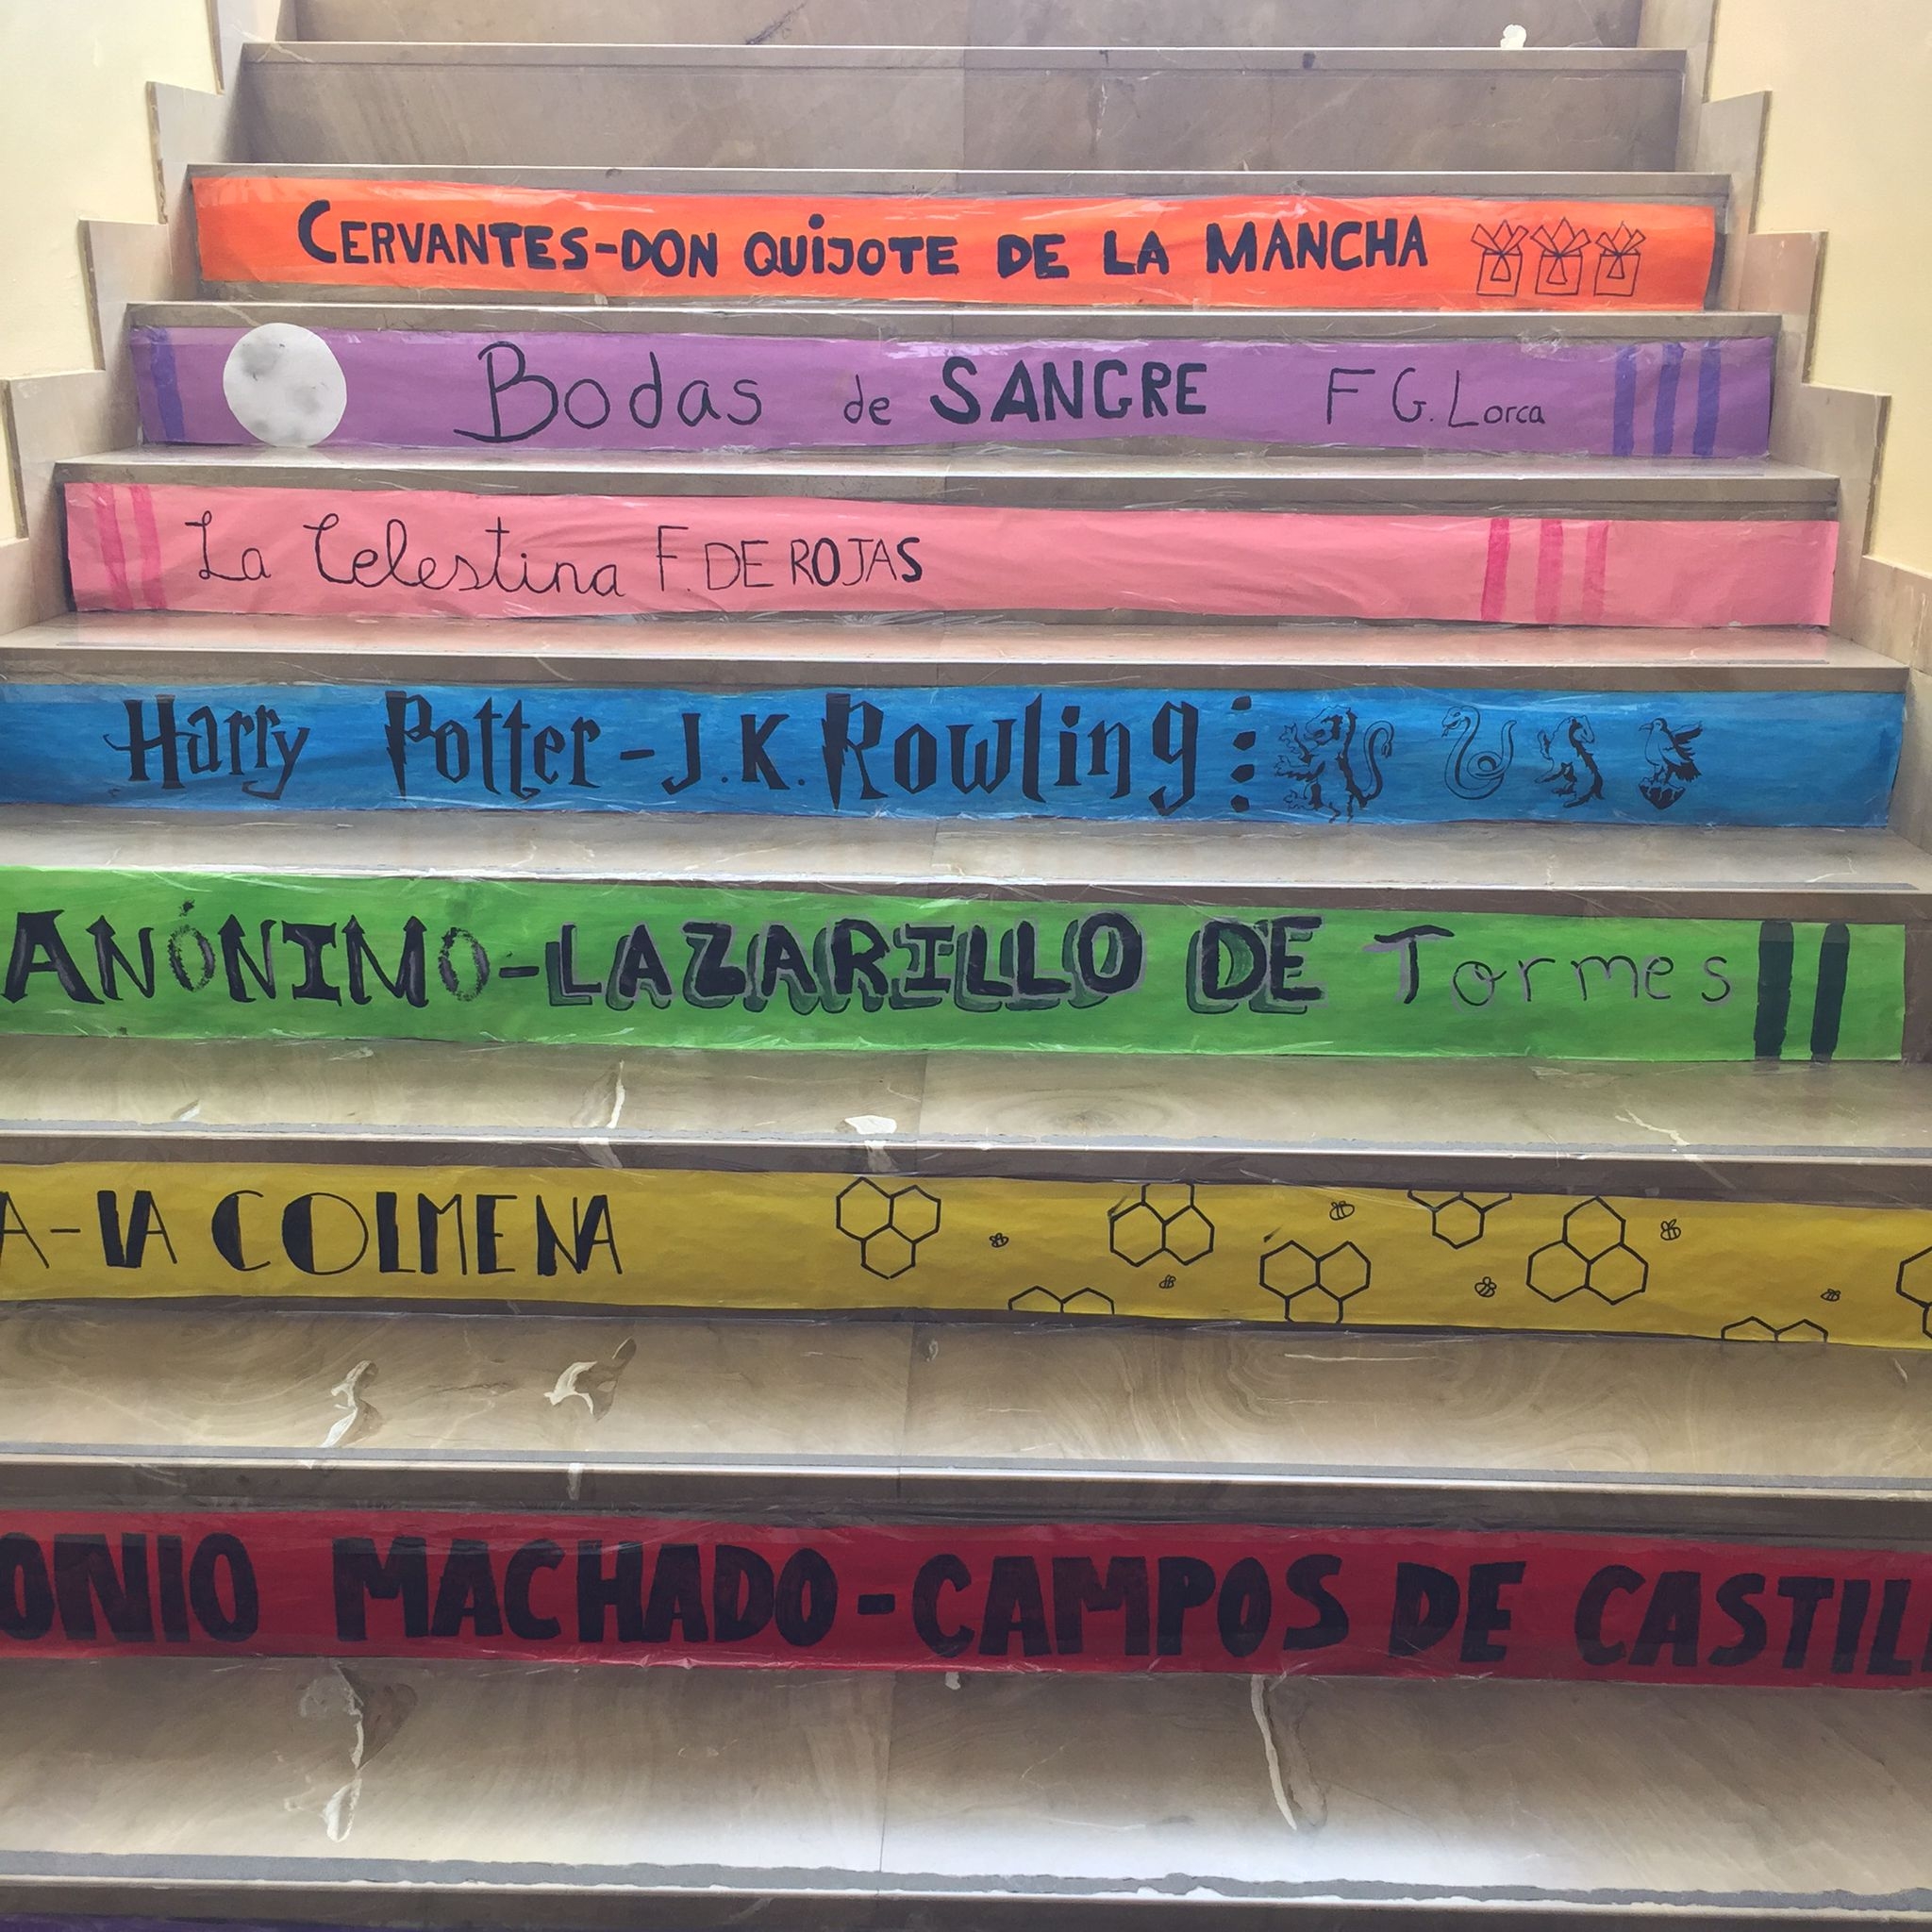 CERVANTES-DON QUIJOTE DE LA MANCHA
Bodas de SANGRE F G. Lorca
La Celestina F. DE ROJAS
Harry Potter-J.K. Rowling
ANÓNIMO-LAZARILLO DE Tormes
A-LA COLMENA
ONIO MACHADO-CAMPOS DE CASTIL